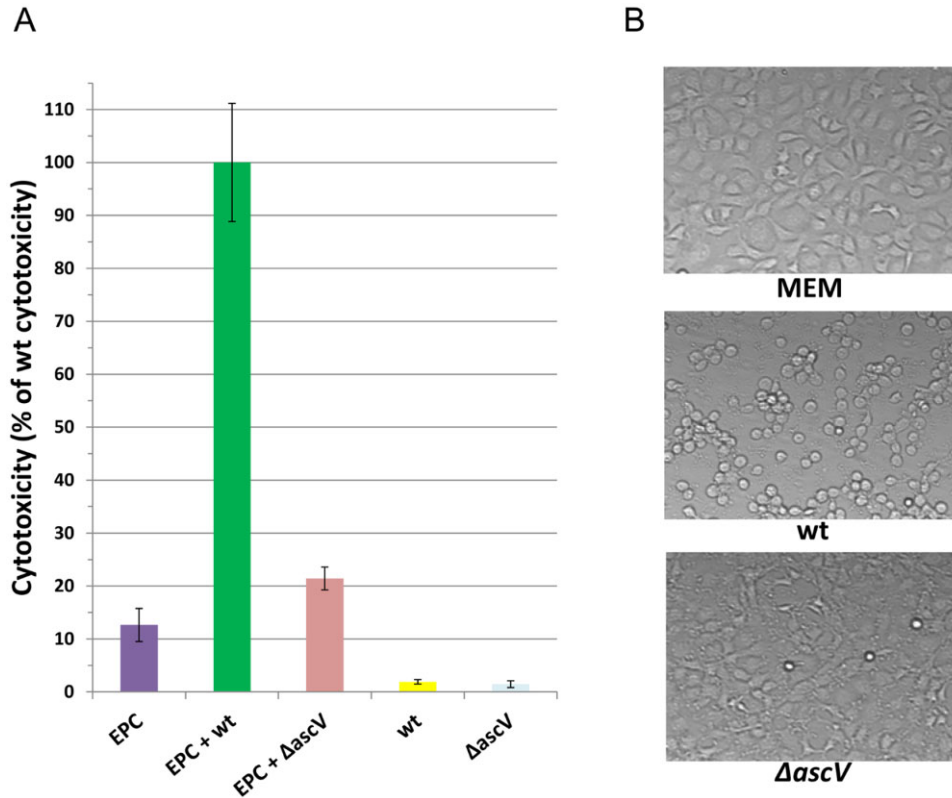 A
B
Cytotoxicity (% of wt cytotoxicity)
110
100
90
80
70
60
50
40
30
20
10
0
EPC
EPC + wt
EPC + ΔascV
wt
ΔascV
MEM
wt
ΔascV